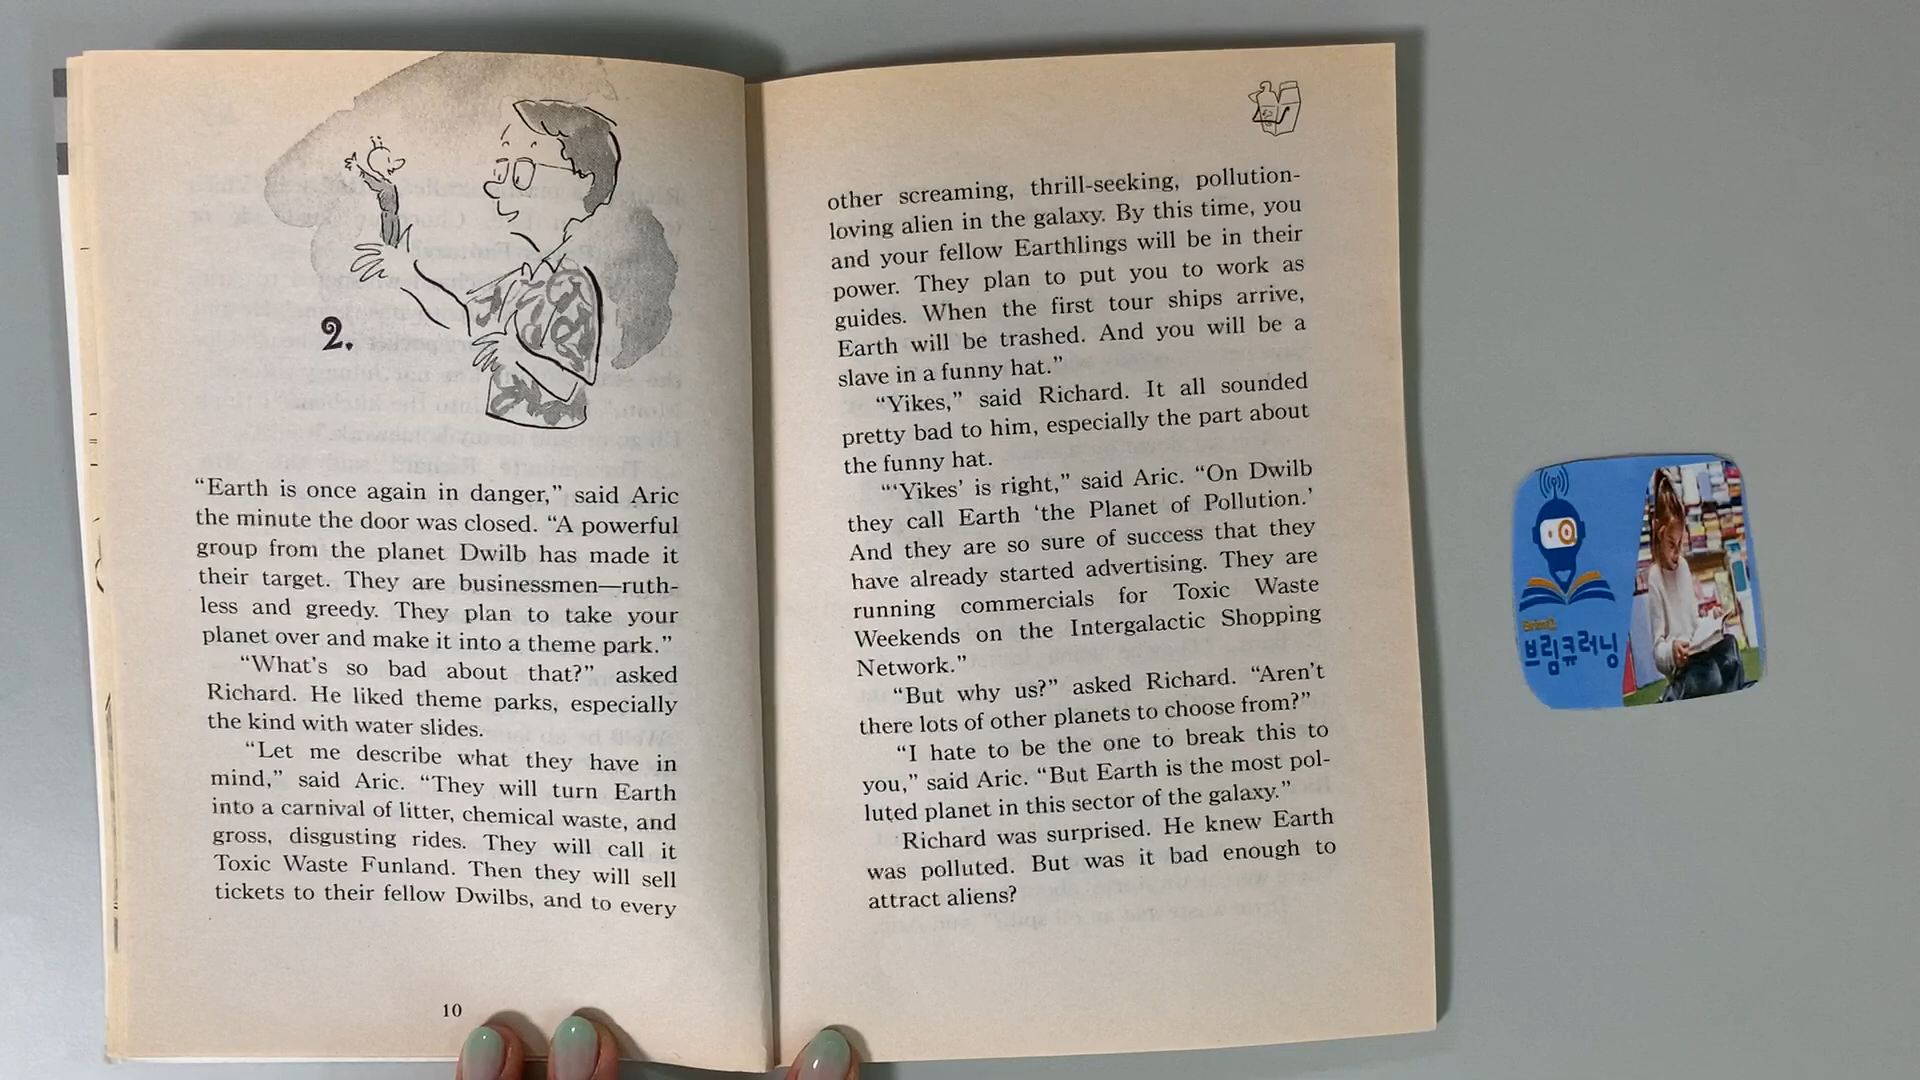 2.
“Earth is once again in danger,” said Aric
the minute the door was closed. “A powerful
group from the planet Dwilb has made it
their target. They are businessmen—ruth-
less and greedy. They plan to take your
planet over and make it into a theme park.”
“What's so bad about that?” asked
Richard. He liked theme parks, especially
the kind with water slides.
“Let me describe what they have in
mind,” said Aric. “They will turn Earth
into a carnival of litter, chemical waste, and
gross, disgusting rides. They will call it
Toxic Waste Funland. Then they will sell
tickets to their fellow Dwilbs, and to every
10
other screaming, thrill-seeking, pollution-
loving alien in the galaxy. By this time, you
and your fellow Earthlings will be in their
power. They plan to put you to work as
guides. When the first tour ships arrive,
Earth will be trashed. And you will be a
slave in a funny hat.”
“Yikes,” said Richard. It all sounded
pretty bad to him, especially the part about
the funny hat.
“‘Yikes’ is right,” said Aric. “On Dwilb
they call Earth ‘the Planet of Pollution.’
And they are so sure of success that they
have already started advertising. They are
running commercials for Toxic Waste
Weekends on the Intergalactic Shopping
Network.”
“But why us?” asked Richard. “Aren't
there lots of other planets to choose from?”
“I hate to be the one to break this to
you,” said Aric. “But Earth is the most pol-
luted planet in this sector of the galaxy.”
Richard was surprised. He knew Earth
was polluted. But was it bad enough to
attract aliens?
브림큐러닝